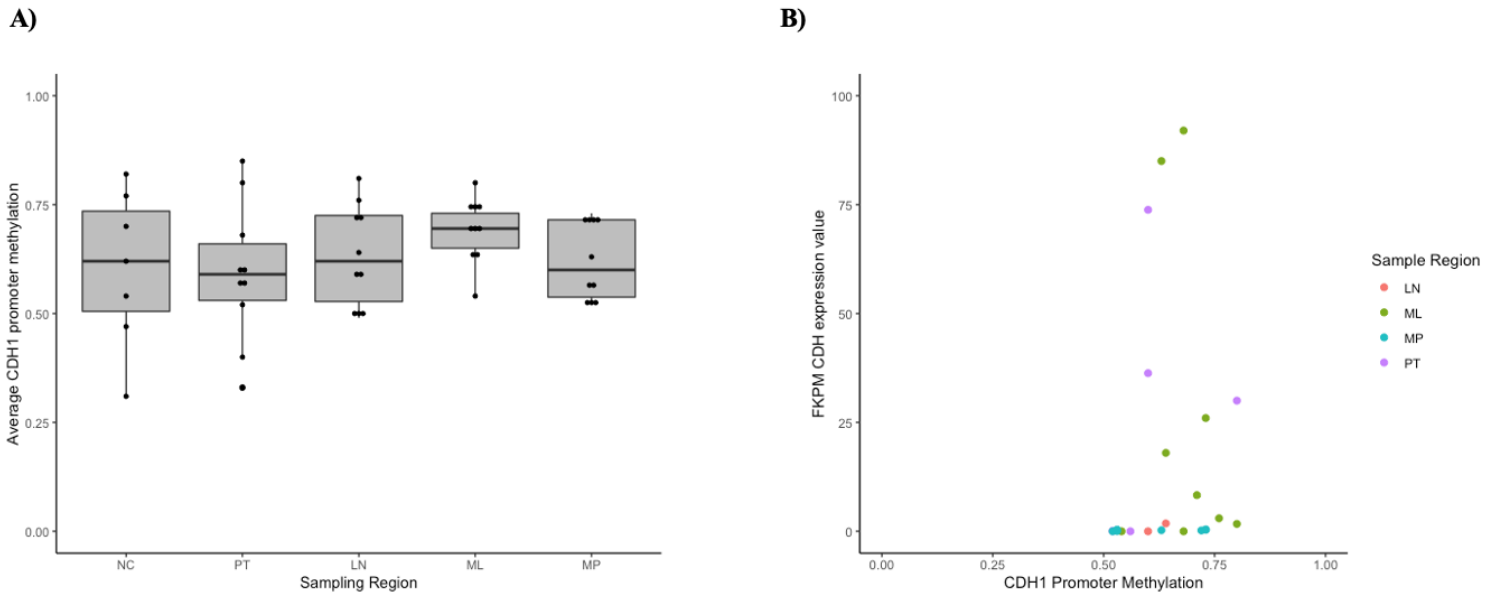 A)
B)
Average CDH1 promoter methylation
1.00
0.75
0.50
0.25
0.00
NC
PT
LN
ML
MP
Sampling Region
FKPM CDH expression value
100
75
50
25
0
0.00
0.25
0.50
0.75
1.00
CDH1 Promoter Methylation
Sample Region
LN
ML
MP
PT